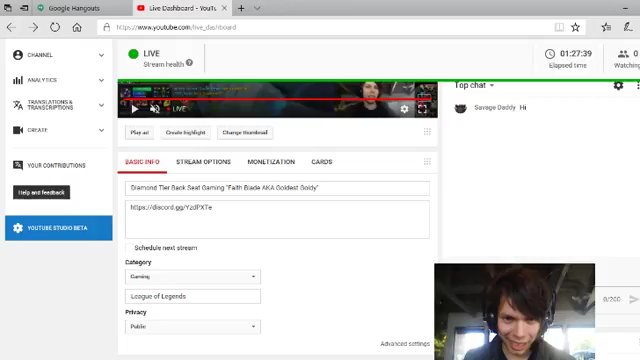 Google Hangouts
Live Dashboard - YouTu
https://www.youtube.com/live_dashboard
CHANNEL
ANALYTICS
TRANSLATIONS &
TRANSCRIPTIONS
CREATE
YOUR CONTRIBUTIONS
Help and feedback
YOUTUBE STUDIO BETA
LIVE
Stream health
01:27:39
Elapsed time
0
Watching
LIVE
Play ad
Create highlight
Change thumbnail
BASIC INFO
STREAM OPTIONS
MONETIZATION
CARDS
Diamond Tier Back Seat Gaming "Faith Blade AKA Goldest Goldy"
https://discord.gg/YzdPXTe
Schedule next stream
Category
Gaming
League of Legends
Privacy
Public
Advanced settings
Top chat
Savage Daddy Hi
0/200